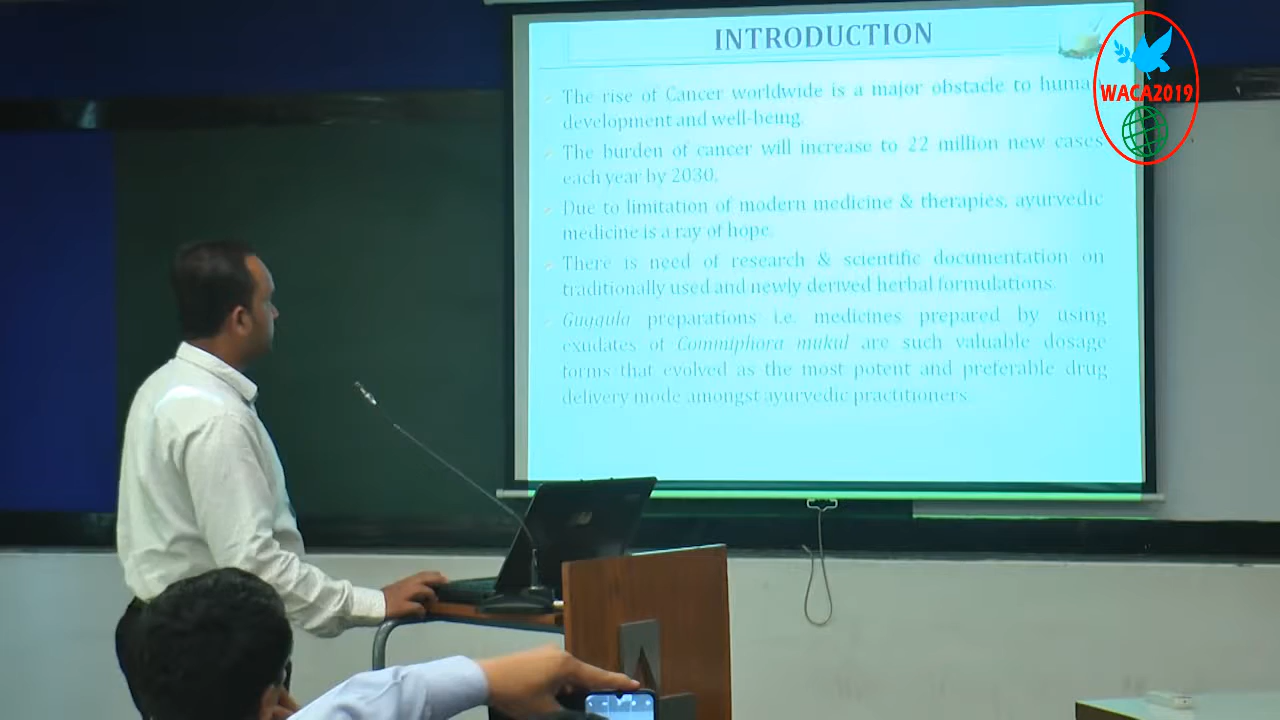 INTRODUCTION
The rise of Cancer worldwide is a major obstacle to human
development and well-being.
The burden of cancer will increase to 22 million new cases
each year by 2030.
Due to limitation of modern medicine & therapies, ayurvedic
medicine is a ray of hope.
There is need of research & scientific documentation on
traditionally used and newly derived herbal formulations.
Guggula preparations i.e. medicines prepared by using
exudates of Commiphora mukul are such valuable dosage
forms that evolved as the most potent and preferable drug
delivery mode amongst ayurvedic practitioners.
WACA2019